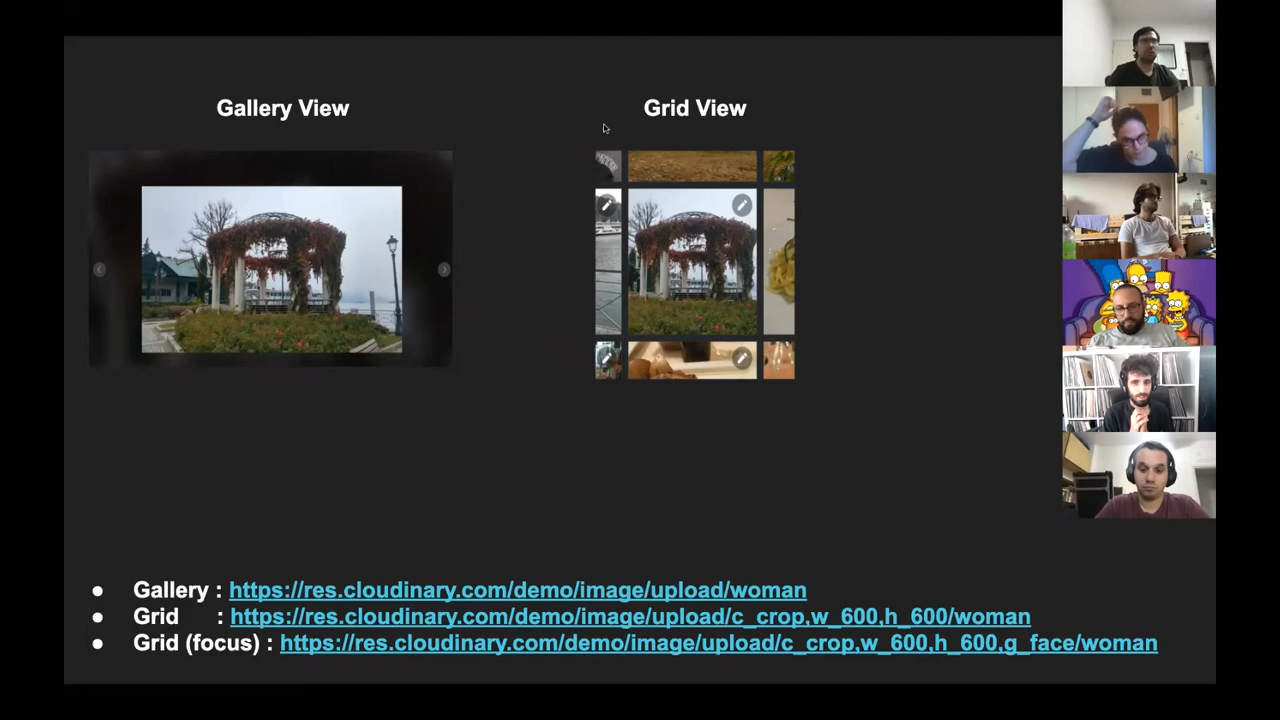 Gallery View
Grid View
● Gallery : https://res.cloudinary.com/demo/image/upload/woman
● Grid : https://res.cloudinary.com/demo/image/upload/c_crop,w_600,h_600/woman
● Grid (focus) : https://res.cloudinary.com/demo/image/upload/c_crop,w_600,h_600,g_face/woman